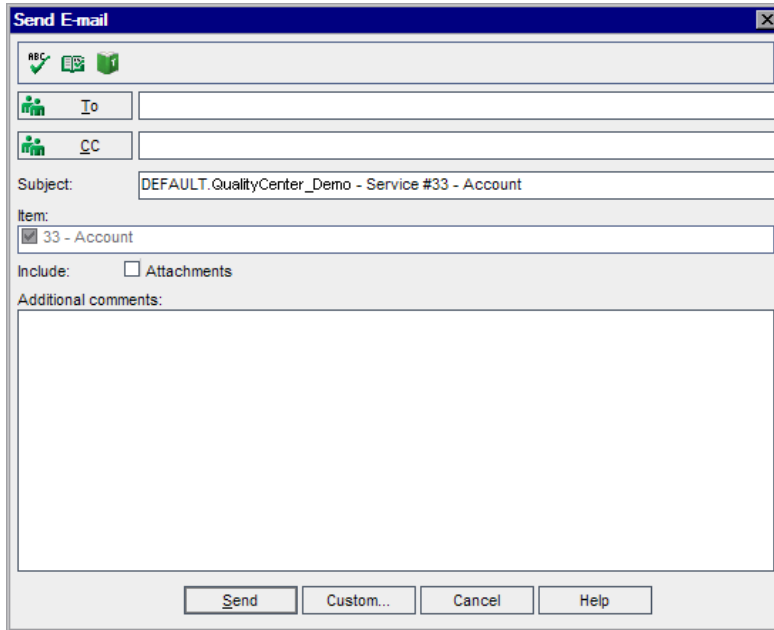 Send E-mail
ABC
To
CC
Subject: DEFAULT.QualityCenter_Demo - Service #33 - Account
Item:
33 - Account
Include: Attachments
Additional comments:
Send Custom... Cancel Help